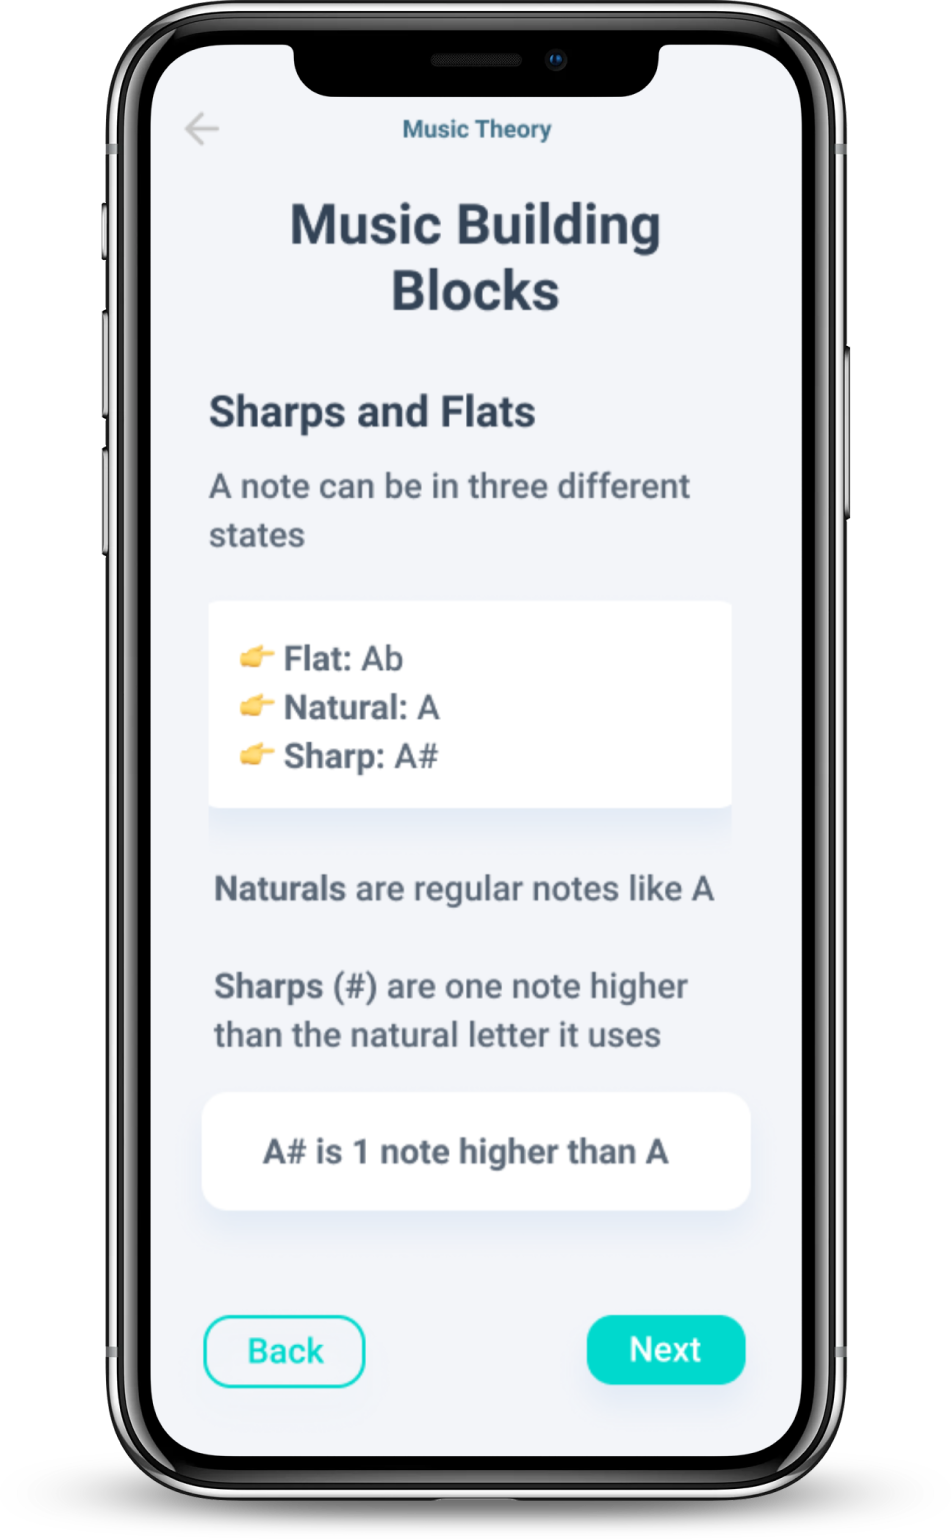 Music Theory
Music Building
Blocks
Sharps and Flats
A note can be in three different
states
👉 Flat: Ab
👉 Natural: A
👉 Sharp: A#
Naturals are regular notes like A
Sharps (#) are one note higher
than the natural letter it uses
A# is 1 note higher than A
Back
Next